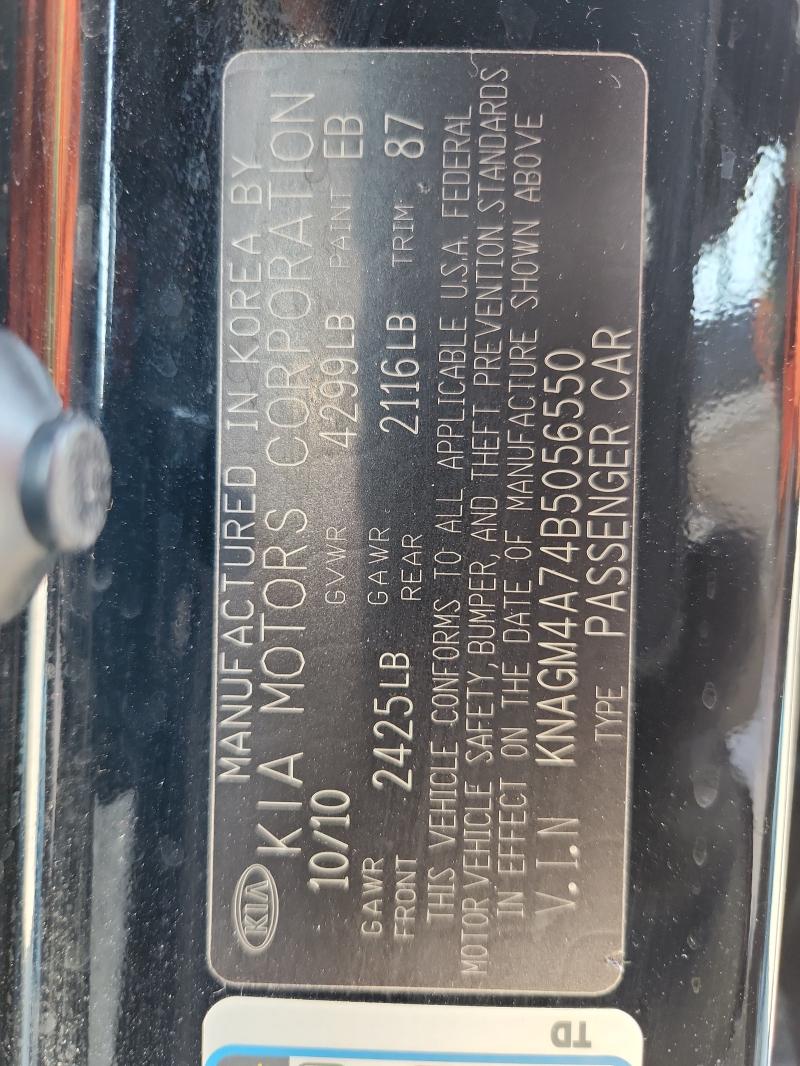 MANUFACTURED IN KOREA BY
KIA KIA MOTORS CORPORATION
10/10 GVWR 4299LB PAINT EB
GAWR FRONT 2425LB GAWR REAR 2116LB TRIM 87
THIS VEHICLE CONFORMS TO ALL APPLICABLE U.S.A. FEDERAL
MOTOR VEHICLE SAFETY, BUMPER, AND THEFT PREVENTION STANDARDS
IN EFFECT ON THE DATE OF MANUFACTURE SHOWN ABOVE
V.I.N KNAGM4A74B5056550
TYPE PASSENGER CAR
TD